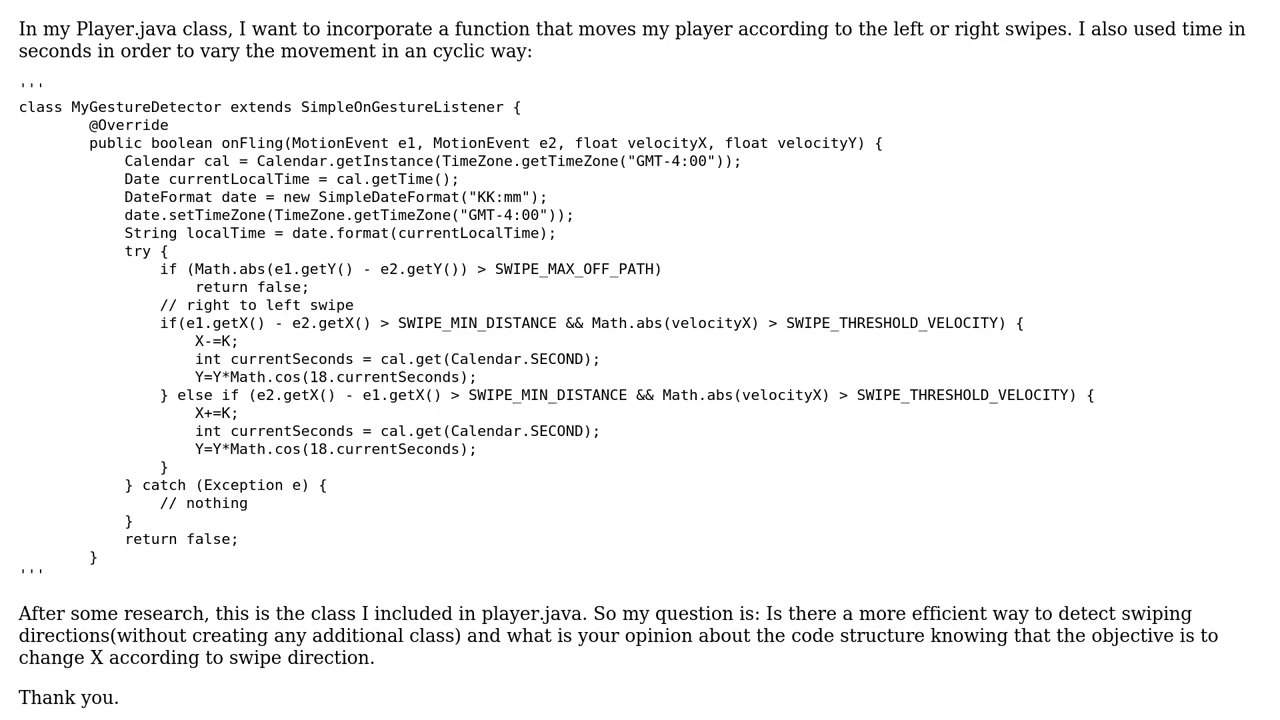 In my Player.java class, I want to incorporate a function that moves my player according to the left or right swipes. I also used time in
seconds in order to vary the movement in an cyclic way:
'''
class MyGestureDetector extends SimpleOnGestureListener {
        @Override
        public boolean onFling(MotionEvent e1, MotionEvent e2, float velocityX, float velocityY) {
            Calendar cal = Calendar.getInstance(TimeZone.getTimeZone("GMT-4:00"));
            Date currentLocalTime = cal.getTime();
            DateFormat date = new SimpleDateFormat("KK:mm");
            date.setTimeZone(TimeZone.getTimeZone("GMT-4:00"));
            String localTime = date.format(currentLocalTime);
            try {
                if (Math.abs(e1.getY() - e2.getY()) > SWIPE_MAX_OFF_PATH)
                    return false;
                // right to left swipe
                if(e1.getX() - e2.getX() > SWIPE_MIN_DISTANCE && Math.abs(velocityX) > SWIPE_THRESHOLD_VELOCITY) {
                    X-=K;
                    int currentSeconds = cal.get(Calendar.SECOND);
                    Y=Y*Math.cos(18.currentSeconds);
                } else if (e2.getX() - e1.getX() > SWIPE_MIN_DISTANCE && Math.abs(velocityX) > SWIPE_THRESHOLD_VELOCITY) {
                    X+=K;
                    int currentSeconds = cal.get(Calendar.SECOND);
                    Y=Y*Math.cos(18.currentSeconds);
                }
            } catch (Exception e) {
                // nothing
            }
            return false;
        }
'''
After some research, this is the class I included in player.java. So my question is: Is there a more efficient way to detect swiping
directions(without creating any additional class) and what is your opinion about the code structure knowing that the objective is to
change X according to swipe direction.
Thank you.